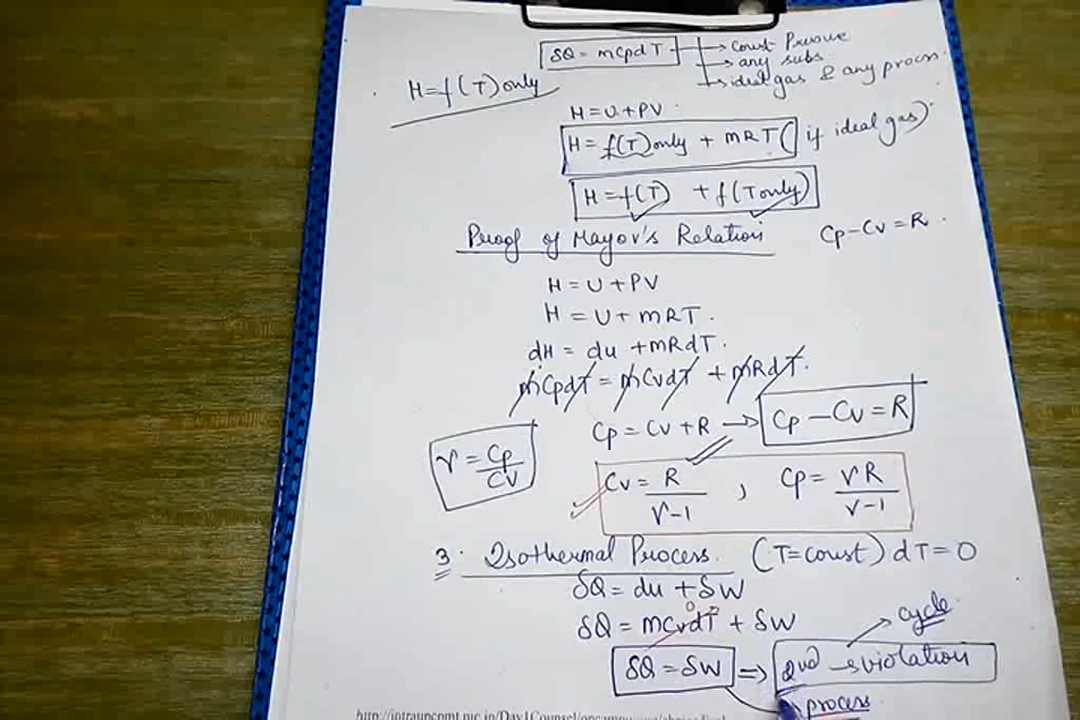 δQ = mCpdT → const Presure
→ any subs
→ ideal gas & any process
H=f(T) only
H = U + PV
H = f(T) only + mRT (if ideal gas)
H = f(T) + f(T only)
Proof of Mayor's Relation Cp-Cv = R
H = U + PV
H = U + mRT.
dH = du + mRdT.
mCpdT = mCvdT + mRdT.
Cp = Cv + R → Cp - Cv = R
γ = Cp/Cv
Cv = R/γ-1 , Cp = γR/γ-1
3. Isothermal Process. (T = const) dT = 0
δQ = du + δW
δQ = mCvdT⁰ + δW
cycle
δQ = δW ⇒ 2nd → violation
process